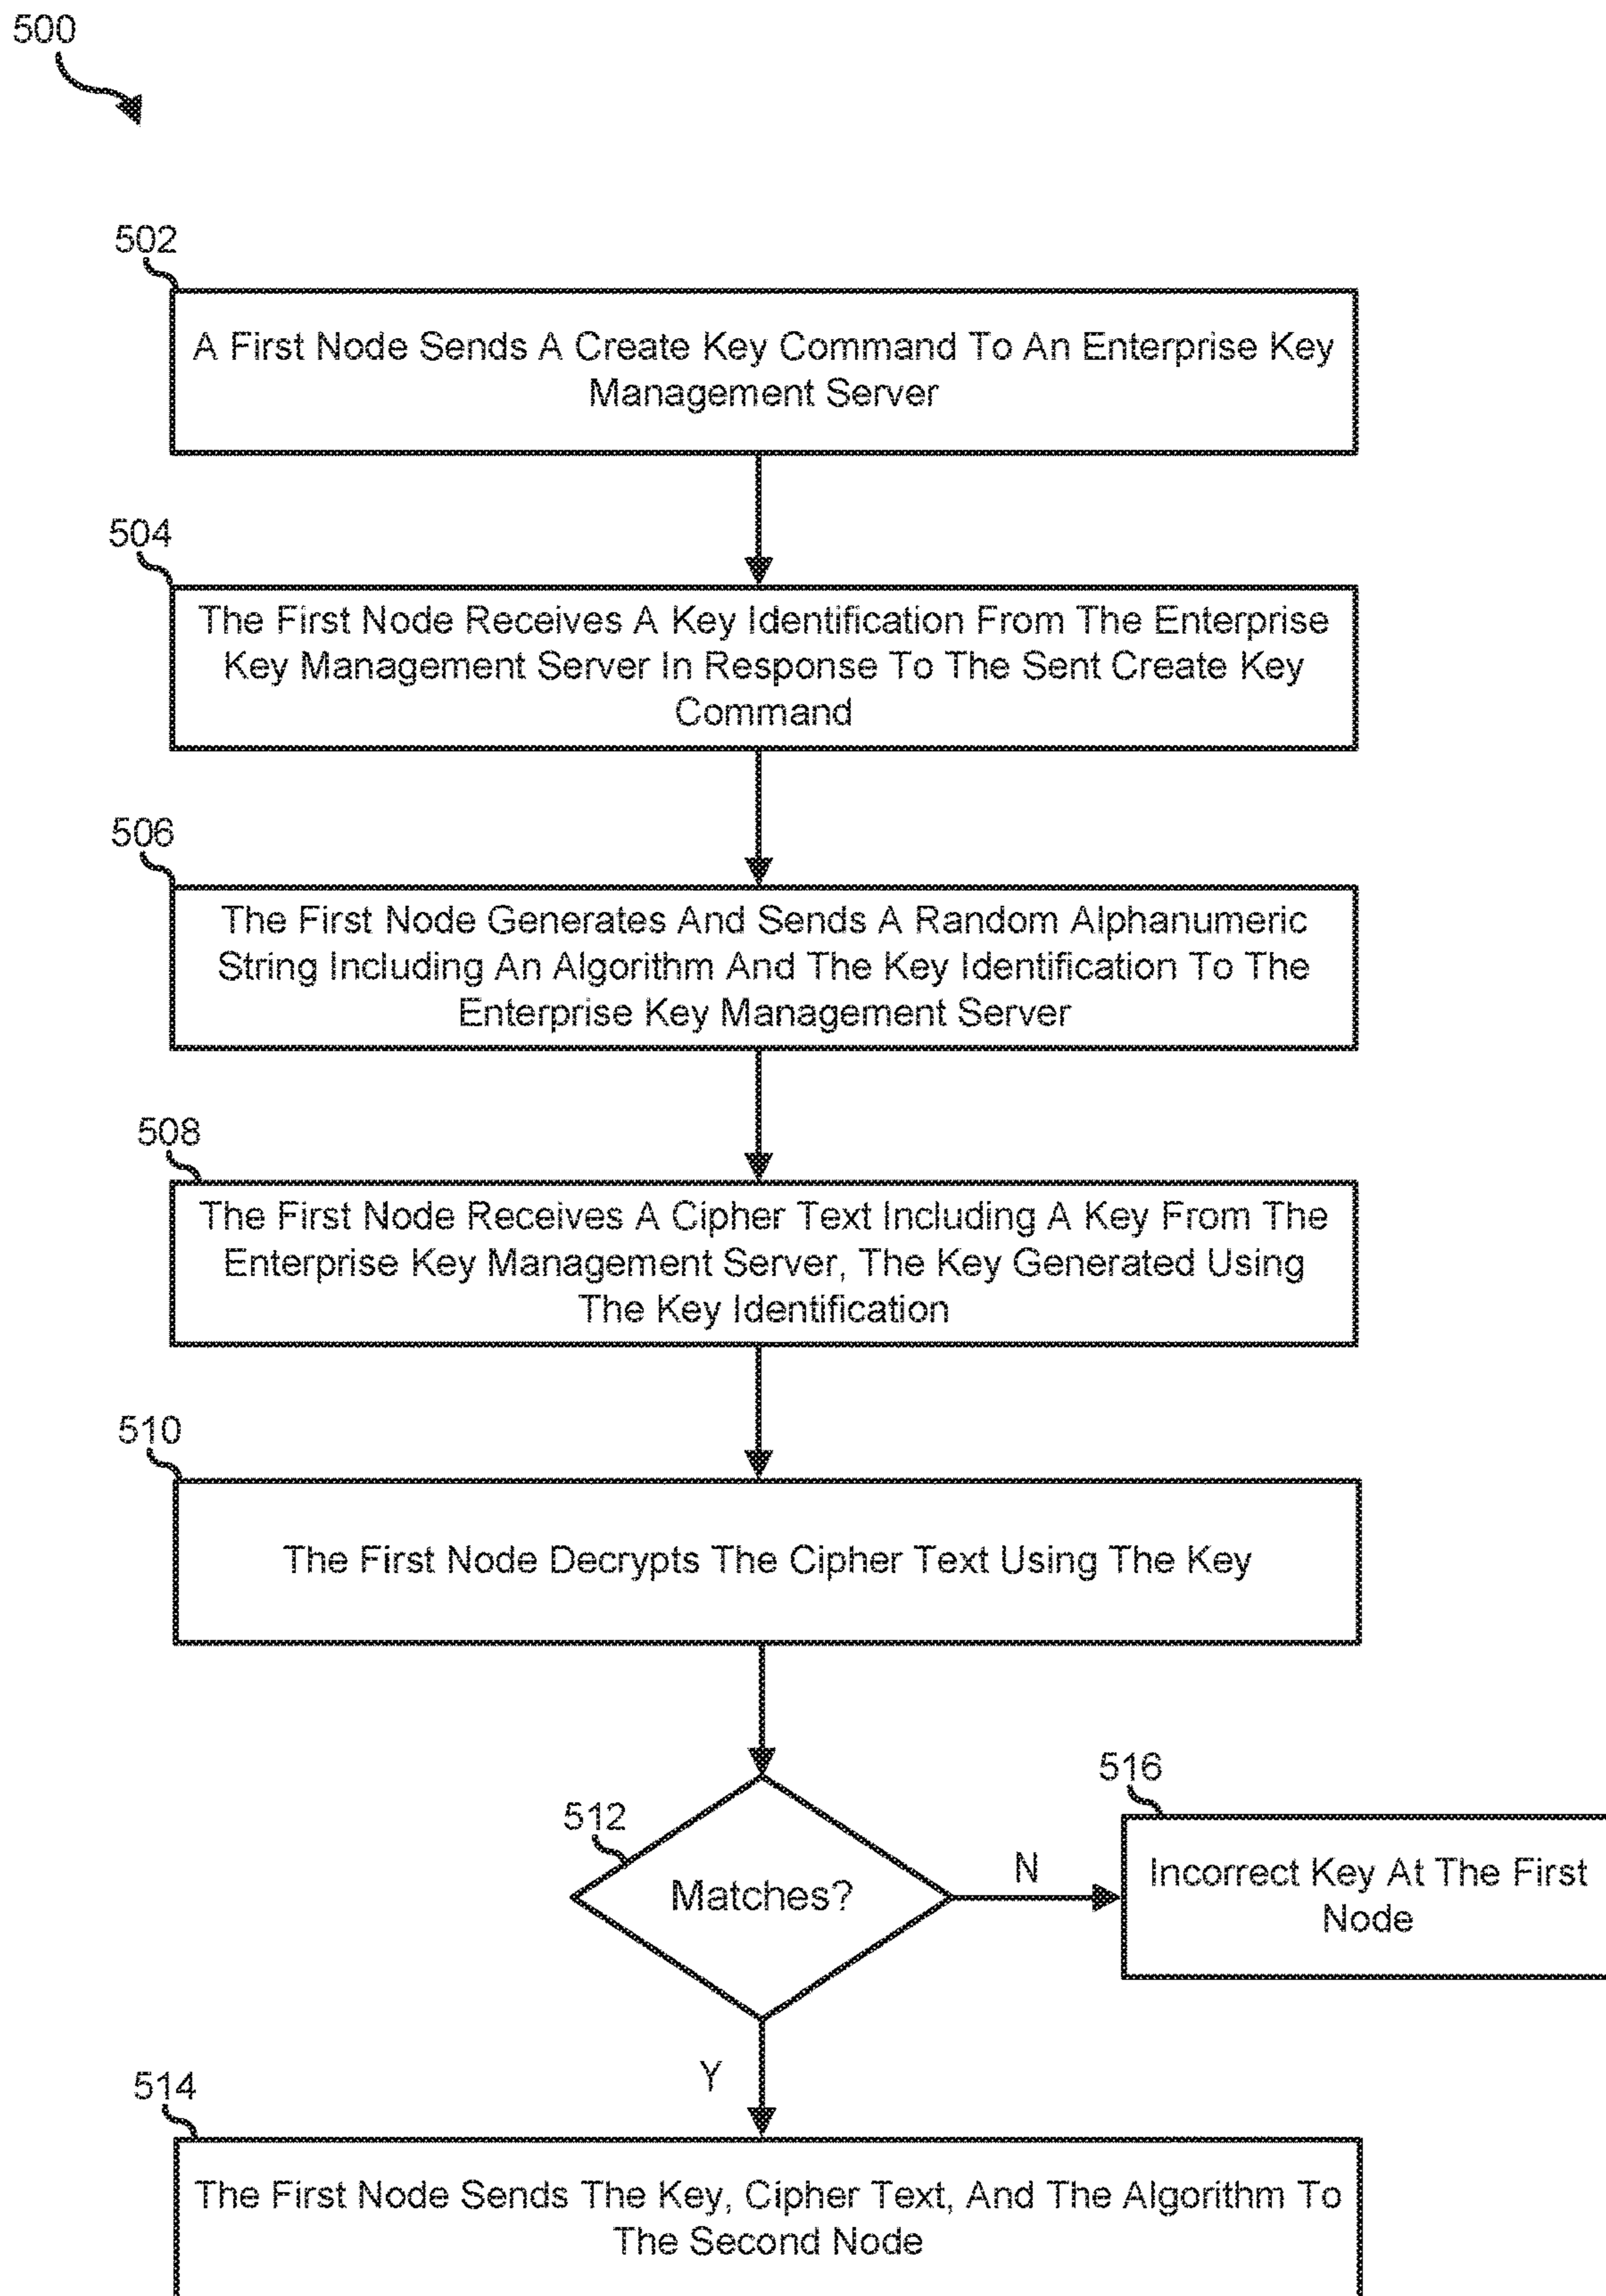 500
502
A First Node Sends A Create Key Command To An Enterprise Key
Management Server
504
The First Node Receives A Key Identification From The Enterprise
Key Management Server In Response To The Sent Create Key
Command
506
The First Node Generates And Sends A Random Alphanumeric
String Including An Algorithm And The Key Identification To The
Enterprise Key Management Server
508
The First Node Receives A Cipher Text Including A Key From The
Enterprise Key Management Server, The Key Generated Using
The Key Identification
510
The First Node Decrypts The Cipher Text Using The Key
512
Matches?
N
516
Incorrect Key At The First
Node
Y
514
The First Node Sends The Key, Cipher Text, And The Algorithm To
The Second Node